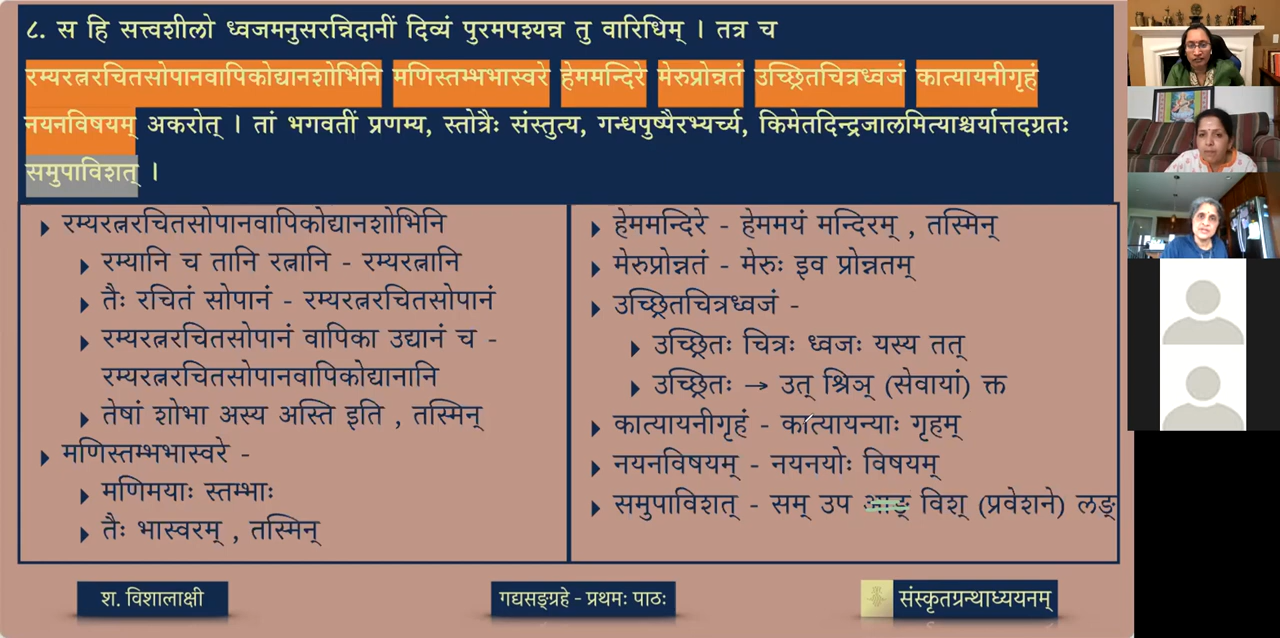 ८. स हि सत्त्वशीलो ध्वजमनुसरन्निदानीं दिव्यं पुरमपश्यन्न तु वारिधिम् । तत्र च
रम्यरत्नरचितसोपानवापिकोद्यानशोभिनि मणिस्तम्भभास्वरे हेममन्दिरे मेरुप्रोन्नतं उच्छ्रितचित्रध्वजं कात्यायनीगृहं
नयनविषयम् अकरोत् । तां भगवतीं प्रणम्य, स्तोत्रैः संस्तुत्य, गन्धपुष्पैरभ्यर्च्य, किमेतदिन्द्रजालमित्याश्चर्यात्तदग्रतः
समुपाविशत् ।
रम्यरत्नरचितसोपानवापिकोद्यानशोभिनि
रम्यानि च तानि रत्नानि - रम्यरत्नानि
तैः रचितं सोपानं - रम्यरत्नरचितसोपानं
रम्यरत्नरचितसोपानं वापिका उद्यानं च -
रम्यरत्नरचितसोपानवापिकोद्यानानि
तेषां शोभा अस्य अस्ति इति , तस्मिन्
मणिस्तम्भभास्वरे -
मणिमयाः स्तम्भाः
तैः भास्वरम् , तस्मिन्
हेममन्दिरे - हेममयं मन्दिरम् , तस्मिन्
मेरुप्रोन्नतं - मेरुः इव प्रोन्नतम्
उच्छ्रितचित्रध्वजं -
उच्छ्रितः चित्रः ध्वजः यस्य तत्
उच्छ्रितः → उत् श्रिञ् (सेवायां) क्त
कात्यायनीगृहं - कात्यायन्याः गृहम्
नयनविषयम् - नयनयोः विषयम्
समुपाविशत् - सम् उप आङ् विश् (प्रवेशने) लङ्
श. विशालाक्षी
गद्यसङ्ग्रहे - प्रथमः पाठः
संस्कृतग्रन्थाध्ययनम्